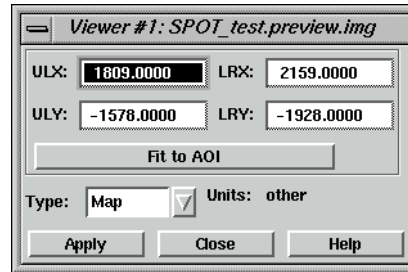 Viewer #1: SPOT_test.preview.img
ULX: 1809.0000 LRX: 2159.0000
ULY: -1578.0000 LRY: -1928.0000
Fit to AOI
Type: Map Units: other
Apply Close Help